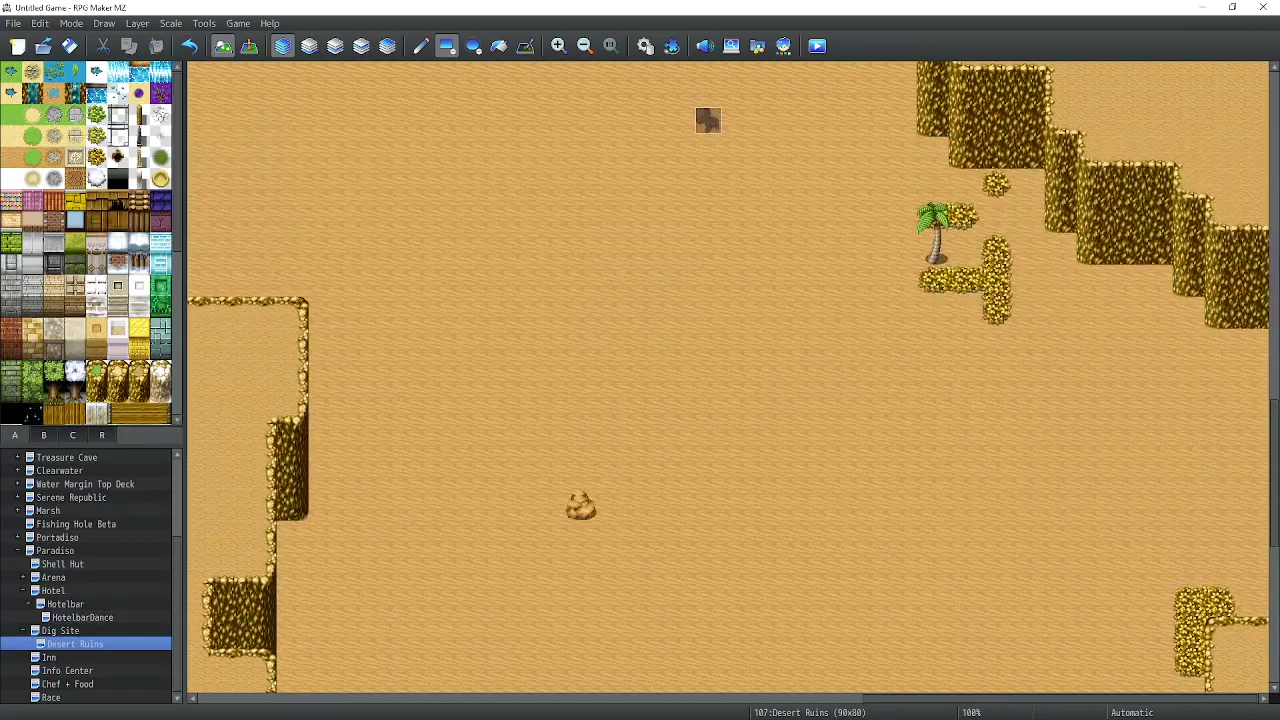 Untitled Game - RPG Maker MZ
File Edit Mode Draw Layer Scale Tools Game Help
A B C R
Treasure Cave
Clearwater
Water Margin Top Deck
Serene Republic
Marsh
Fishing Hole Beta
Portadiso
Paradiso
Shell Hut
Arena
Hotel
Hotelbar
HotelbarDance
Dig Site
Desert Ruins
Inn
Info Center
Chef + Food
Race
107:Desert Ruins (90x80) 100% Automatic